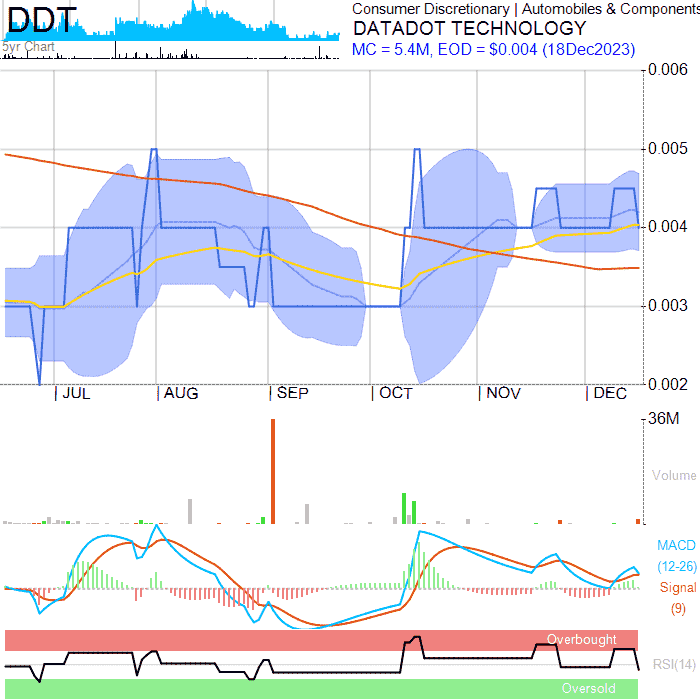 DDT
5yr Chart
Consumer Discretionary | Automobiles & Components
DATADOT TECHNOLOGY
MC = 5.4M, EOD = $0.004 (18Dec2023)
0.006
0.005
0.004
0.003
0.002
JUL AUG SEP OCT NOV DEC
36M
Volume
MACD
(12-26)
Signal
(9)
Overbought
RSI(14)
Oversold